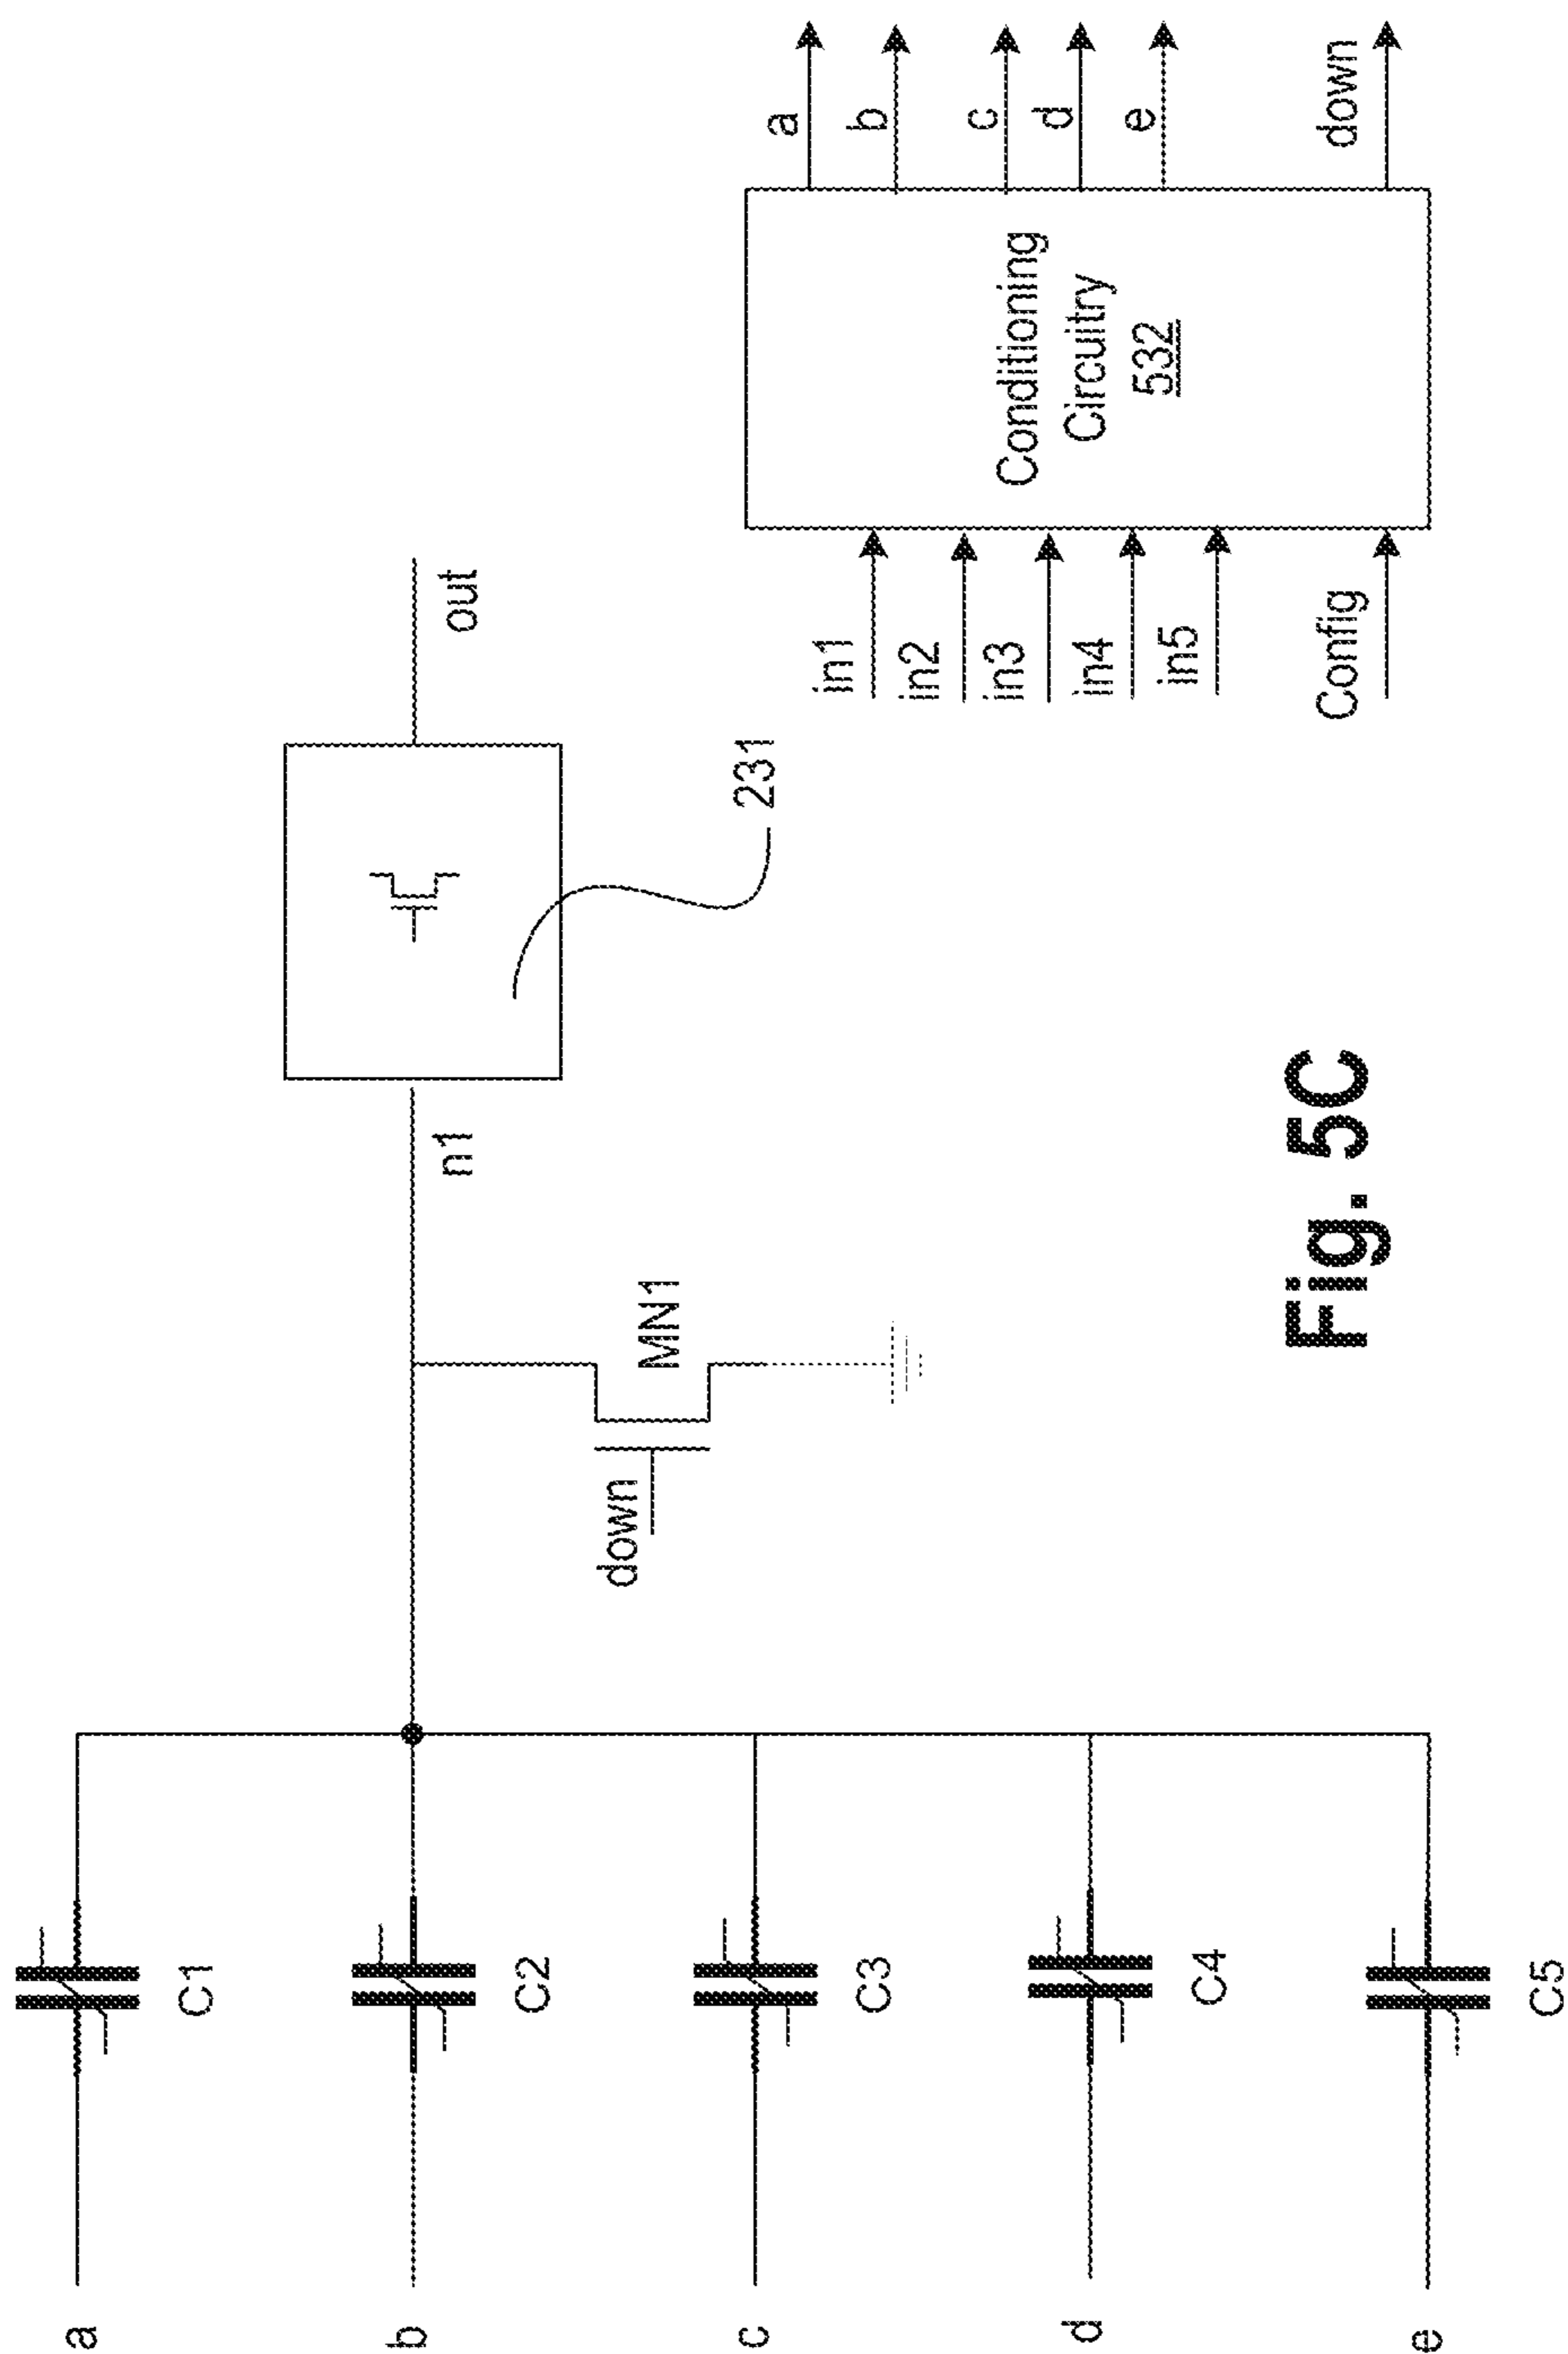 a
C1
b
C2
c
C3
d
C4
e
C5
down
MN1
n1
231
out
in1
in2
in3
in4
in5
Config
Conditioning
Circuitry
532
a
b
c
d
e
down
Fig. 5C